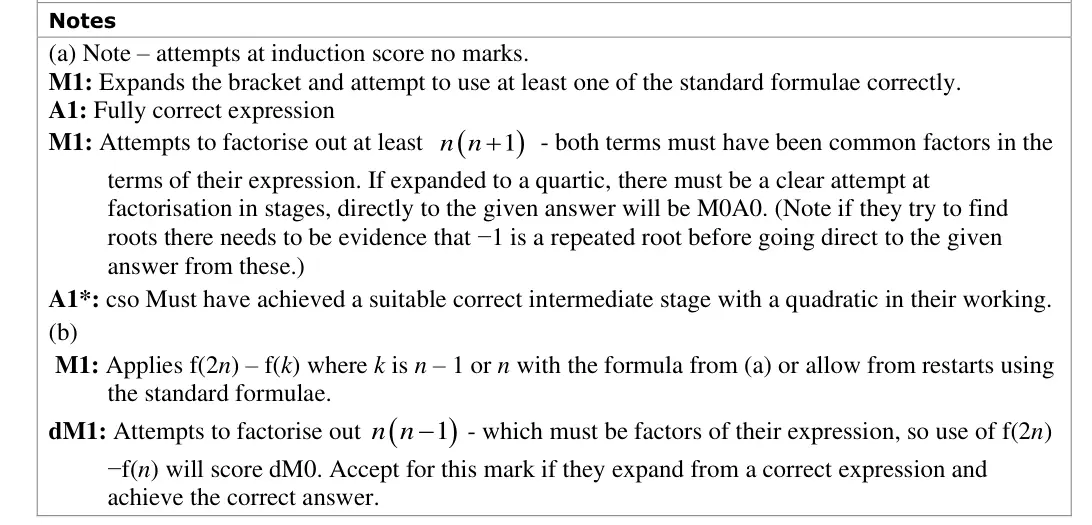 Notes
(a) Note – attempts at induction score no marks.
M1: Expands the bracket and attempt to use at least one of the standard formulae correctly.
A1: Fully correct expression
M1: Attempts to factorise out at least n(n+1) - both terms must have been common factors in the
terms of their expression. If expanded to a quartic, there must be a clear attempt at
factorisation in stages, directly to the given answer will be M0A0. (Note if they try to find
roots there needs to be evidence that −1 is a repeated root before going direct to the given
answer from these.)
A1*: cso Must have achieved a suitable correct intermediate stage with a quadratic in their working.
(b)
M1: Applies f(2n) – f(k) where k is n – 1 or n with the formula from (a) or allow from restarts using
the standard formulae.
dM1: Attempts to factorise out n(n−1) - which must be factors of their expression, so use of f(2n)
−f(n) will score dM0. Accept for this mark if they expand from a correct expression and
achieve the correct answer.